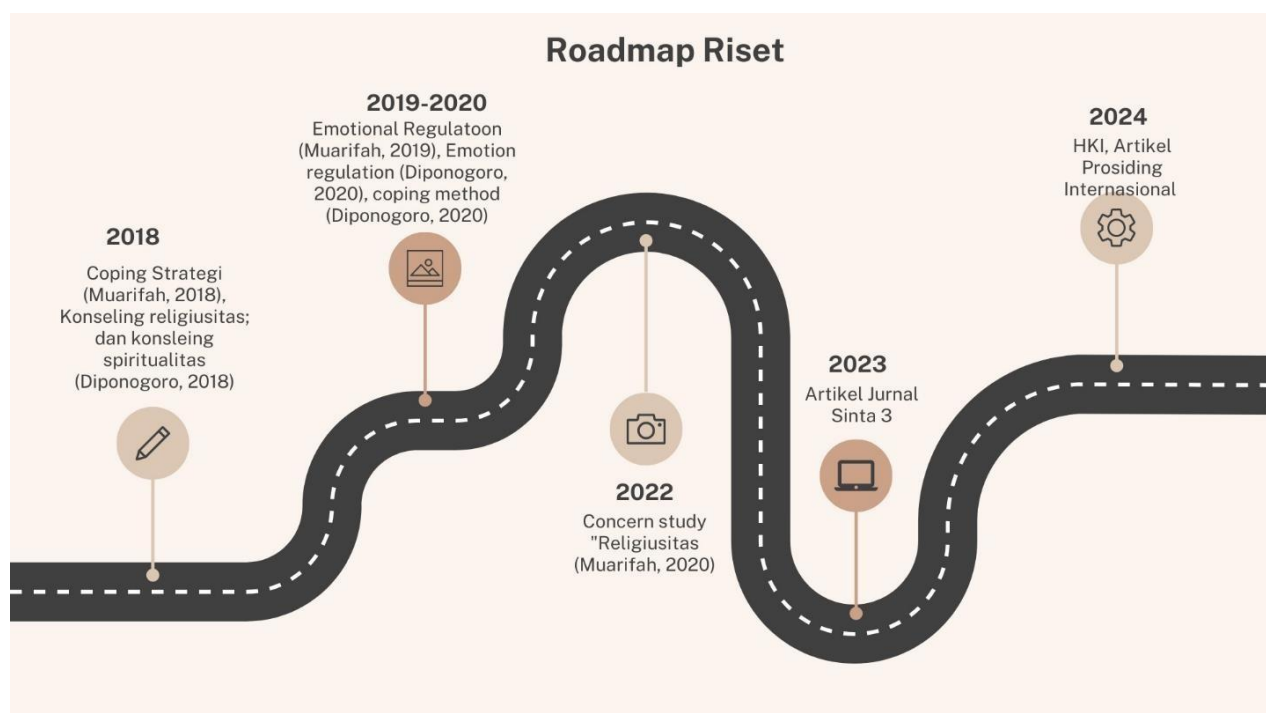 Roadmap Riset
2018
Coping Strategi
(Muarifah, 2018),
Konseling religiusitas;
dan konsleing
spiritualitas
(Diponogoro, 2018)
2019-2020
Emotional Regulatoon
(Muarifah, 2019), Emotion
regulation (Diponogoro,
2020), coping method
(Diponogoro, 2020)
2022
Concern study
"Religiusitas
(Muarifah, 2020)
2023
Artikel Jurnal
Sinta 3
2024
HKI, Artikel
Prosiding
Internasional